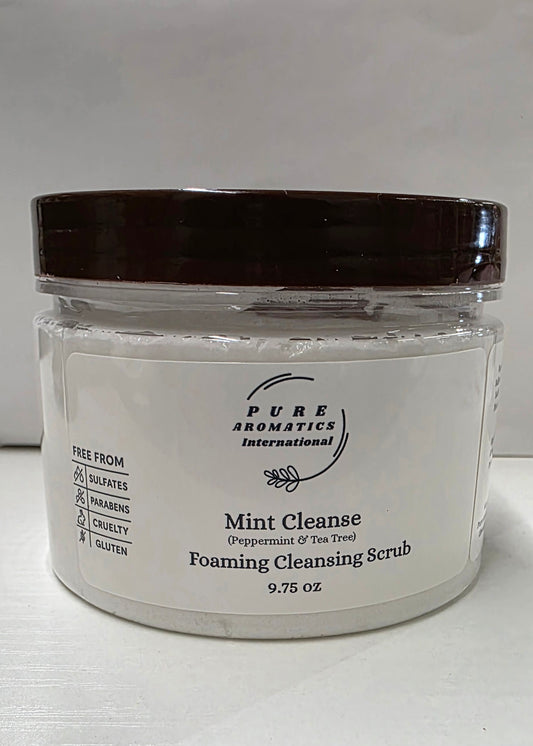 PURE
AROMATICS
International
FREE FROM
SULFATES
PARABENS
CRUELTY
GLUTEN
Mint Cleanse
(Peppermint & Tea Tree)
Foaming Cleansing Scrub
9.75 OZ